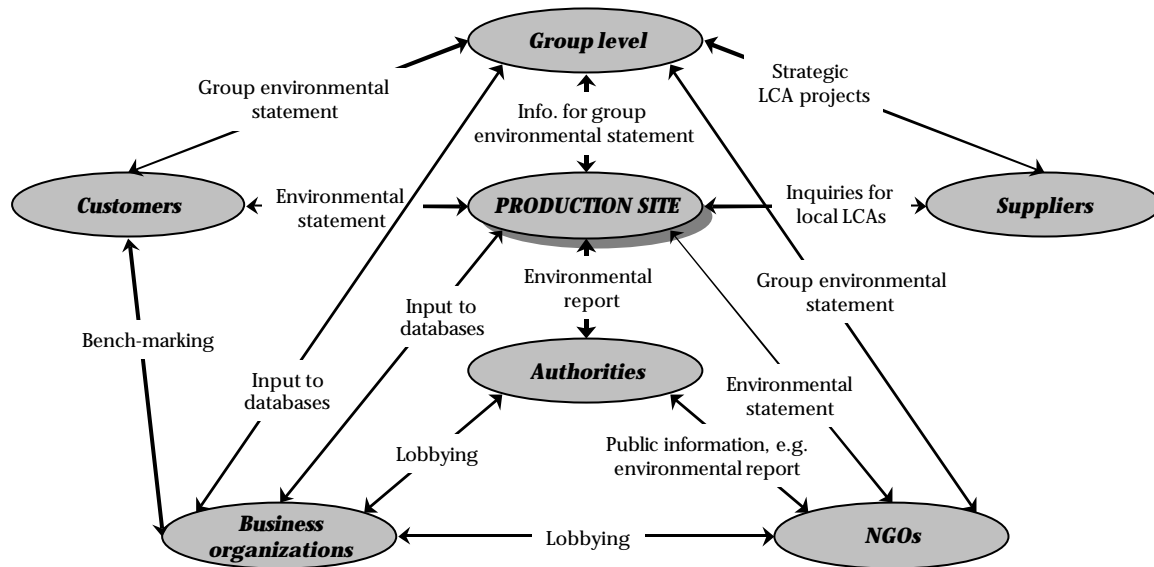 Group level
Group environmental
statement
Strategic
LCA projects
Info. for group
environmental statement
Customers
Environmental
statement
PRODUCTION SITE
Inquiries for
local LCAs
Suppliers
Environmental
report
Group environmental
statement
Input to
databases
Bench-marking
Authorities
Input to
databases
Environmental
statement
Lobbying
Public information, e.g.
environmental report
Business
organizations
Lobbying
NGOs